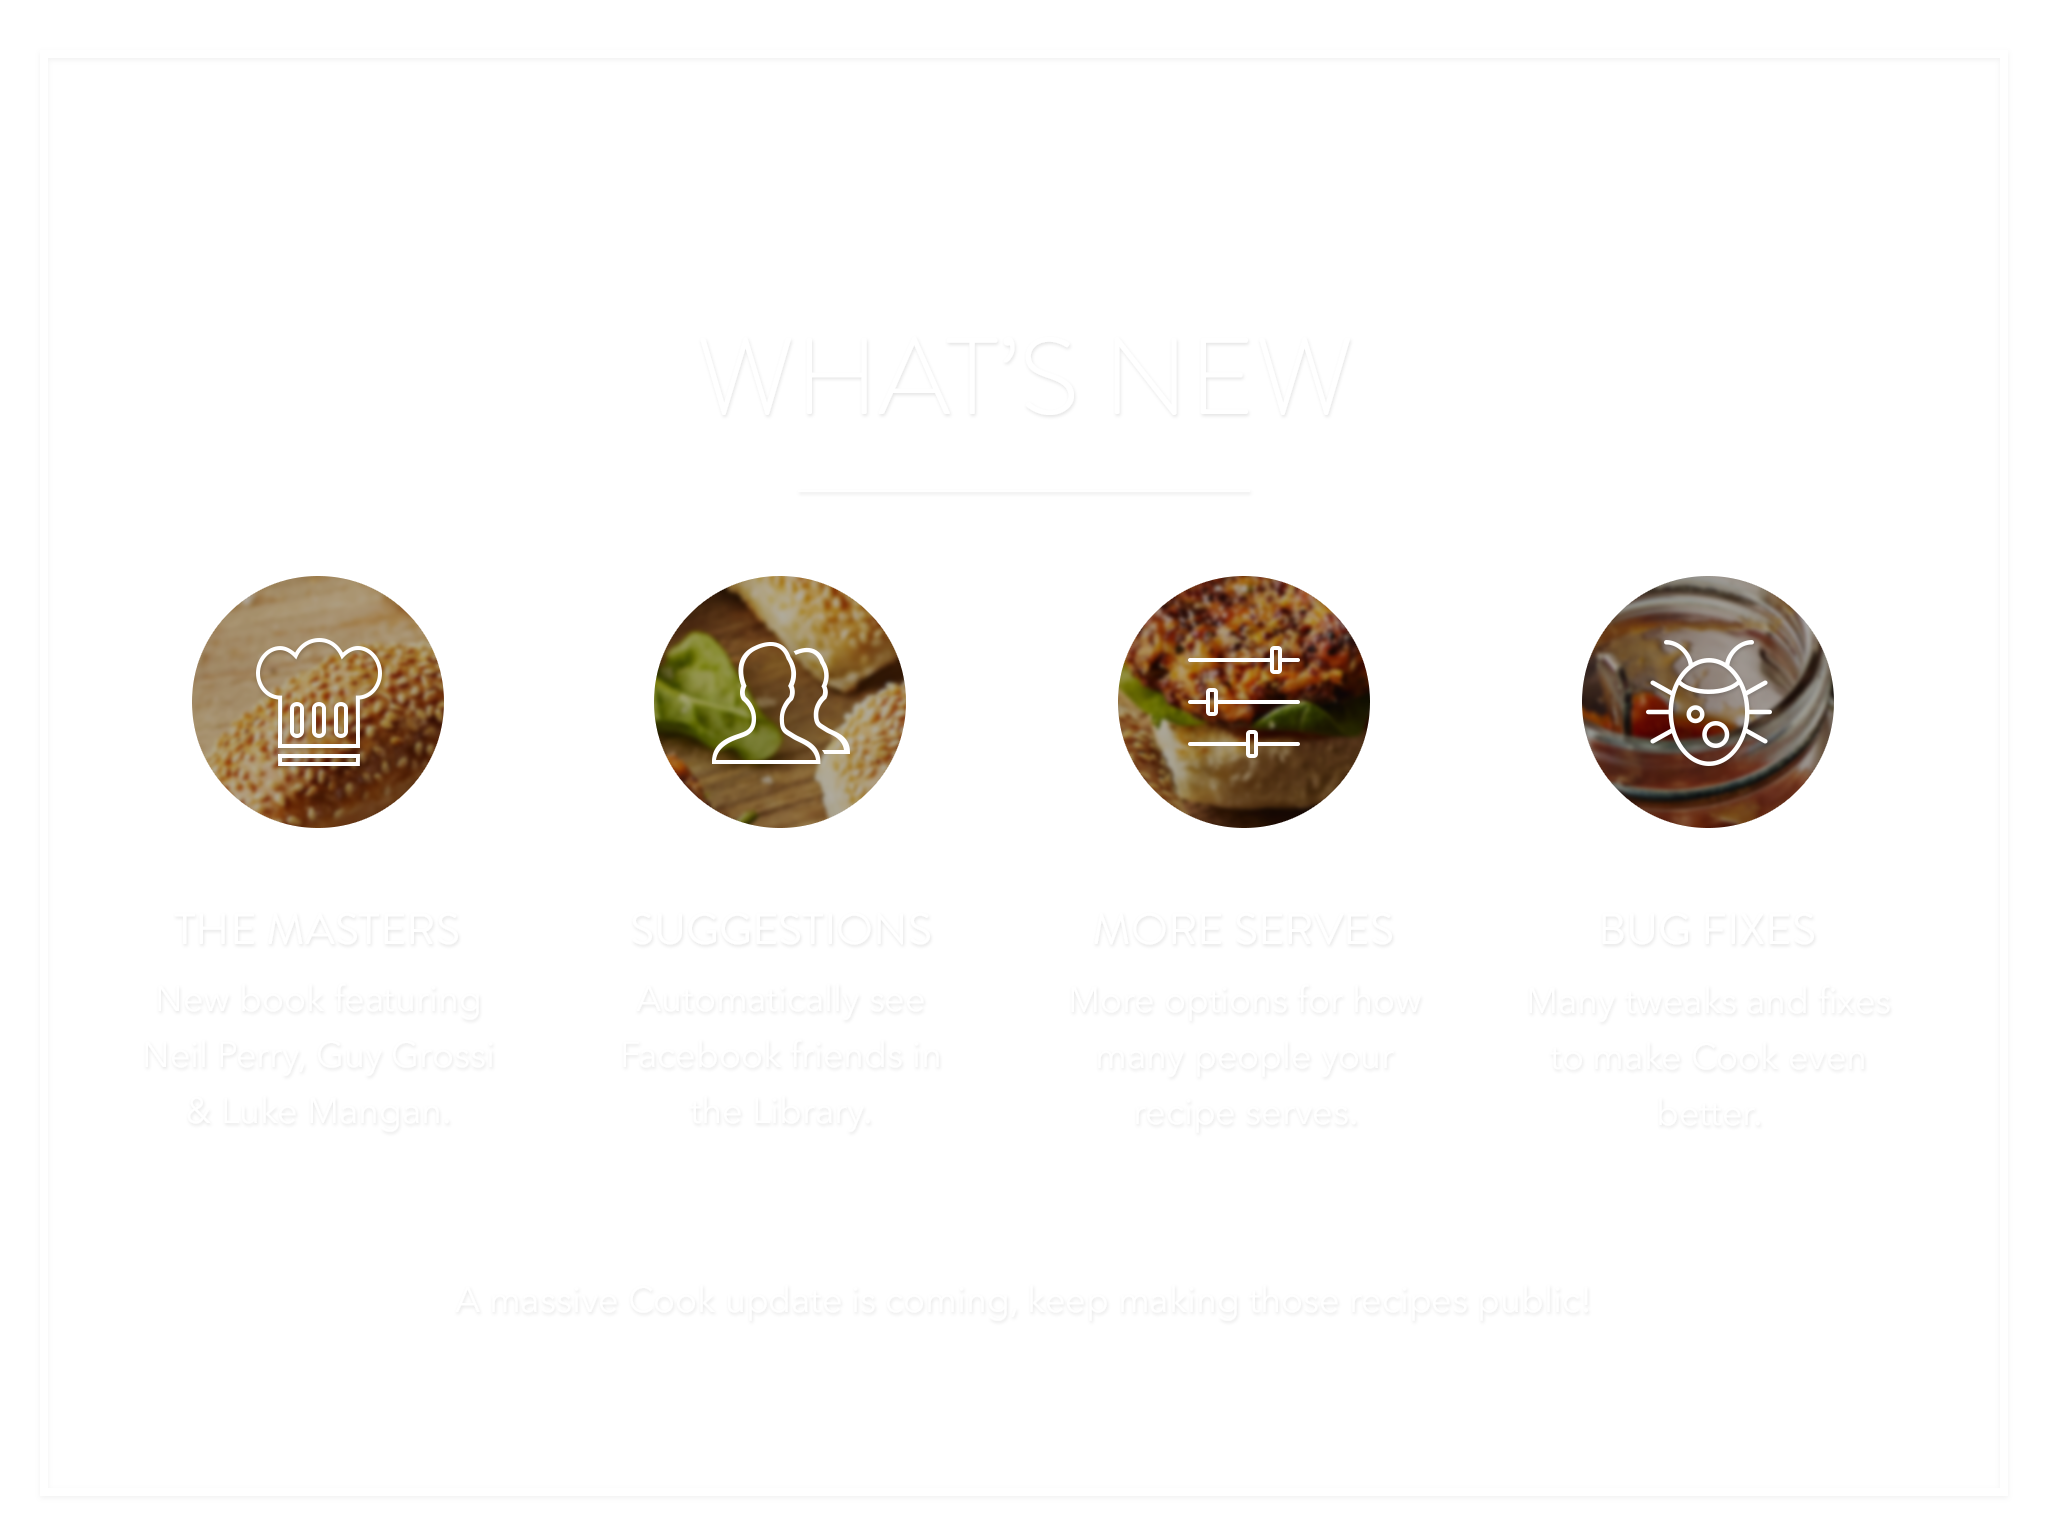 WHAT'S NEW
THE MASTERS
New book featuring
Neil Perry, Guy Grossi
& Luke Mangan.
SUGGESTIONS
Automatically see
Facebook friends in
the Library.
MORE SERVES
More options for how
many people your
recipe serves.
BUG FIXES
Many tweaks and fixes
to make Cook even
better.
A massive Cook update is coming, keep making those recipes public!